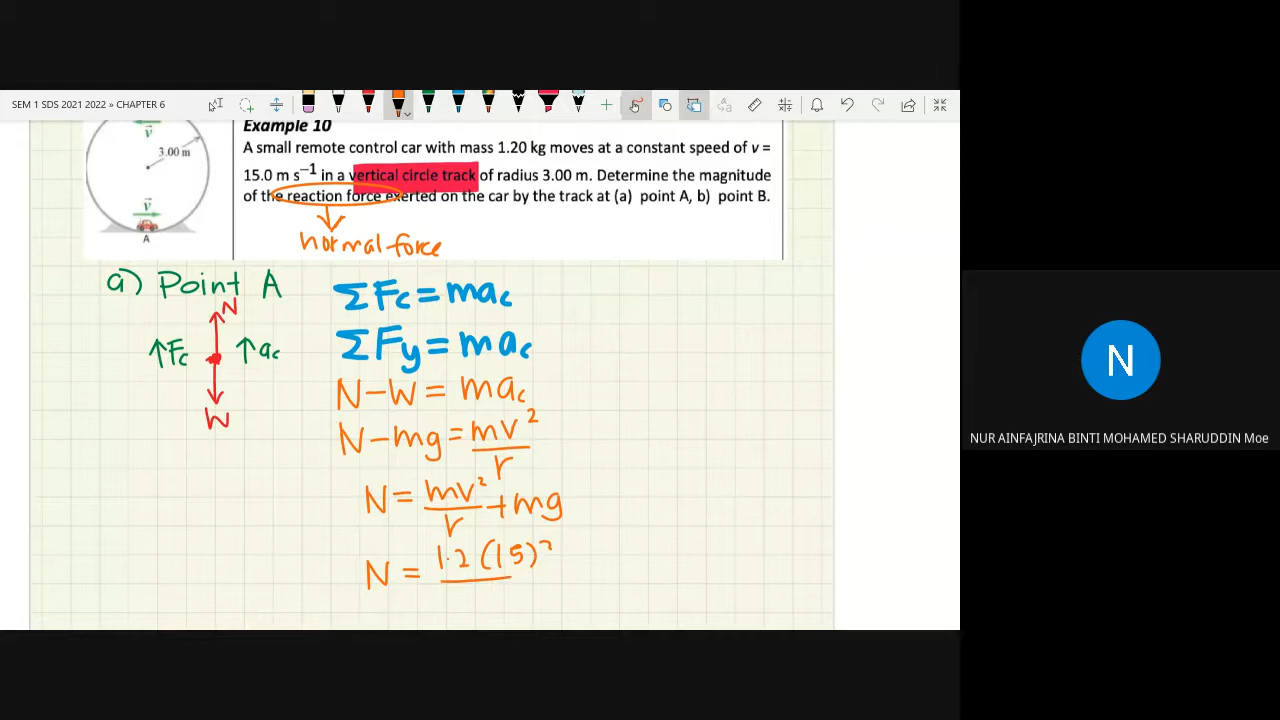 SEM 1 SDS 2021 2022 » CHAPTER 6
Example 10
A small remote control car with mass 1.20 kg moves at a constant speed of v =
15.0 m s⁻¹ in a vertical circle track of radius 3.00 m. Determine the magnitude
of the reaction force exerted on the car by the track at (a) point A, b) point B.
v⃗
3.00 m
v⃗
A
normal force
a) Point A
N
↑Fc
↑ac
W
ΣFc = mac
ΣFy = mac
N - W = mac
N - mg = mv²/r
N = mv²/r + mg
N = 1.2 (15)²
N
NUR AINFAJRINA BINTI MOHAMED SHARUDDIN Moe